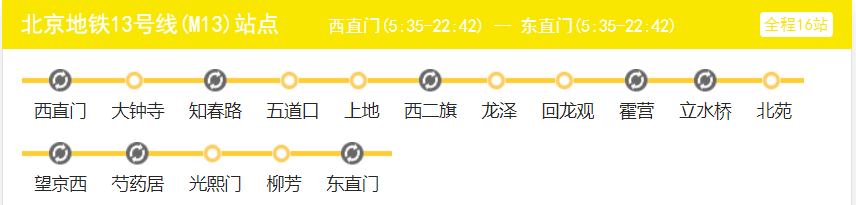 北京地铁13号线(M13)站点 西直门(5:35-22:42) — 东直门(5:35-22:42) 全程16站
西直门 大钟寺 知春路 五道口 上地 西二旗 龙泽 回龙观 霍营 立水桥 北苑
望京西 芍药居 光熙门 柳芳 东直门